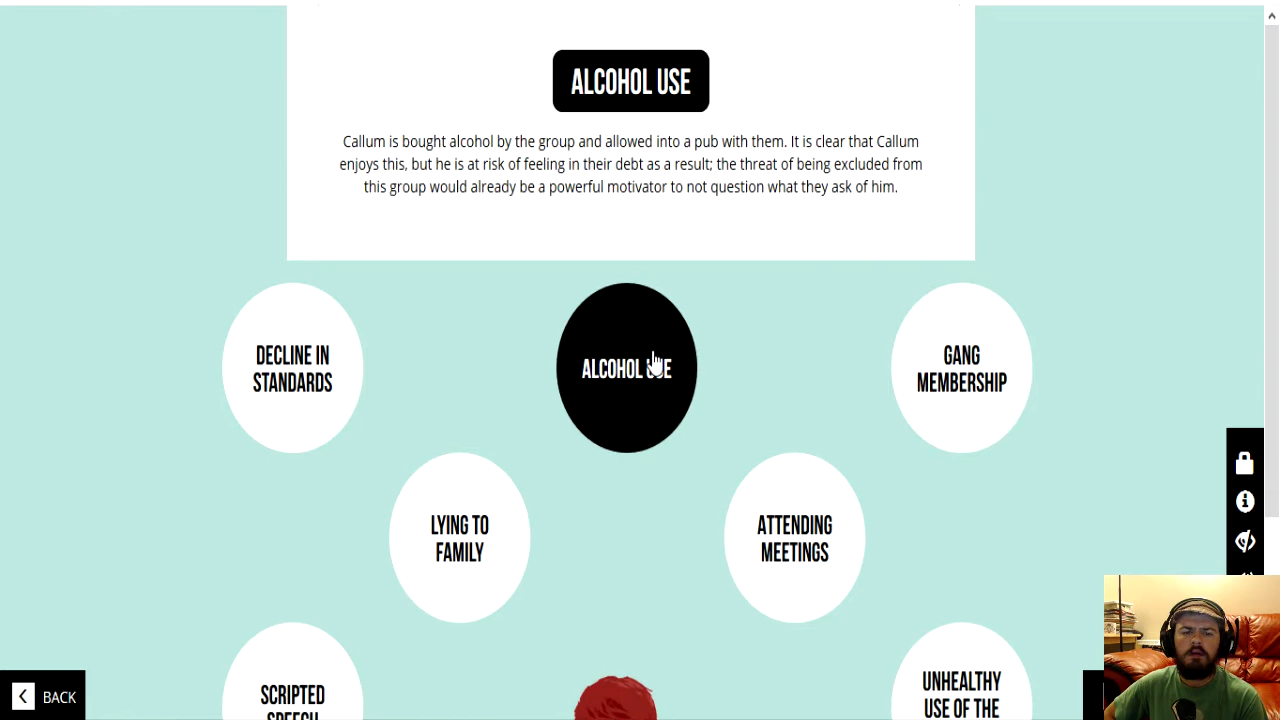 ALCOHOL USE
Callum is bought alcohol by the group and allowed into a pub with them. It is clear that Callum
enjoys this, but he is at risk of feeling in their debt as a result; the threat of being excluded from
this group would already be a powerful motivator to not question what they ask of him.
DECLINE IN
STANDARDS
ALCOHOL USE
GANG
MEMBERSHIP
LYING TO
FAMILY
ATTENDING
MEETINGS
SCRIPTED
SPEECH
UNHEALTHY
USE OF THE
BACK